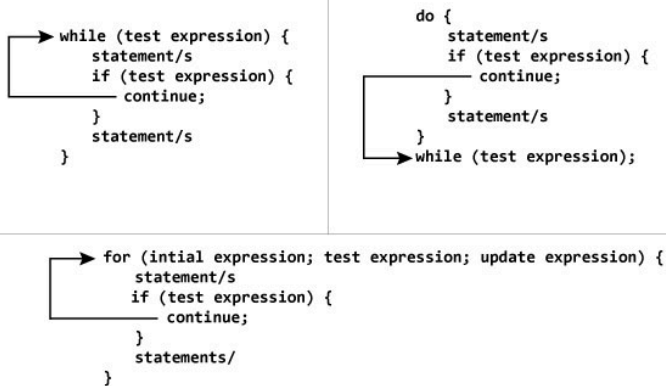 while (test expression) {
statement/s
if (test expression) {
continue;
}
statement/s
}
do {
statement/s
if (test expression) {
continue;
}
statement/s
}
while (test expression);
for (intial expression; test expression; update expression) {
statement/s
if (test expression) {
continue;
}
statements/
}